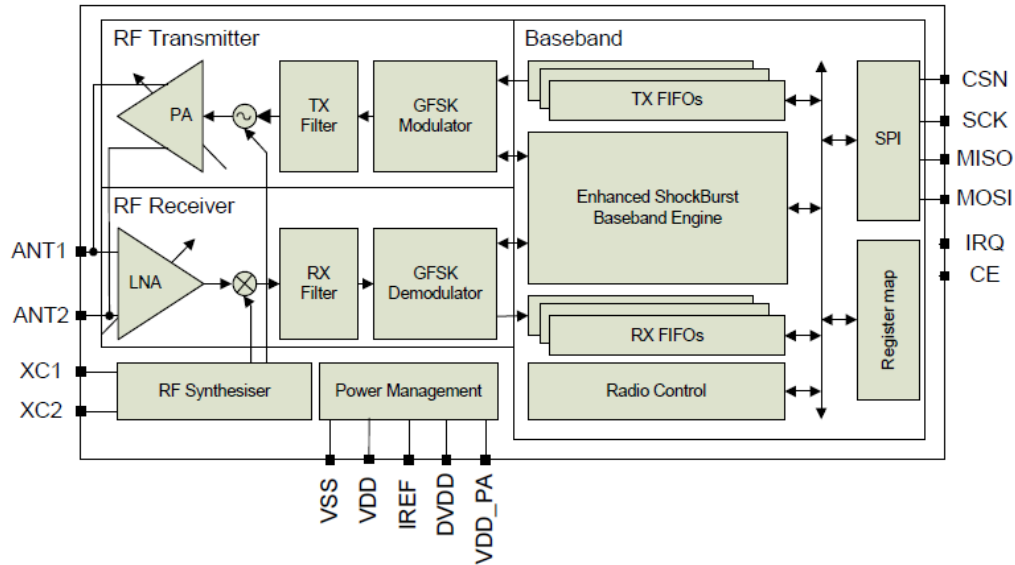 RF Transmitter
Baseband
PA
TX
Filter
GFSK
Modulator
TX FIFOs
SPI
CSN
SCK
MISO
MOSI
Enhanced ShockBurst
Baseband Engine
RF Receiver
ANT1
ANT2
LNA
RX
Filter
GFSK
Demodulator
IRQ
CE
RX FIFOs
Register map
XC1
XC2
RF Synthesiser
Power Management
Radio Control
VSS
VDD
IREF
DVDD
VDD_PA